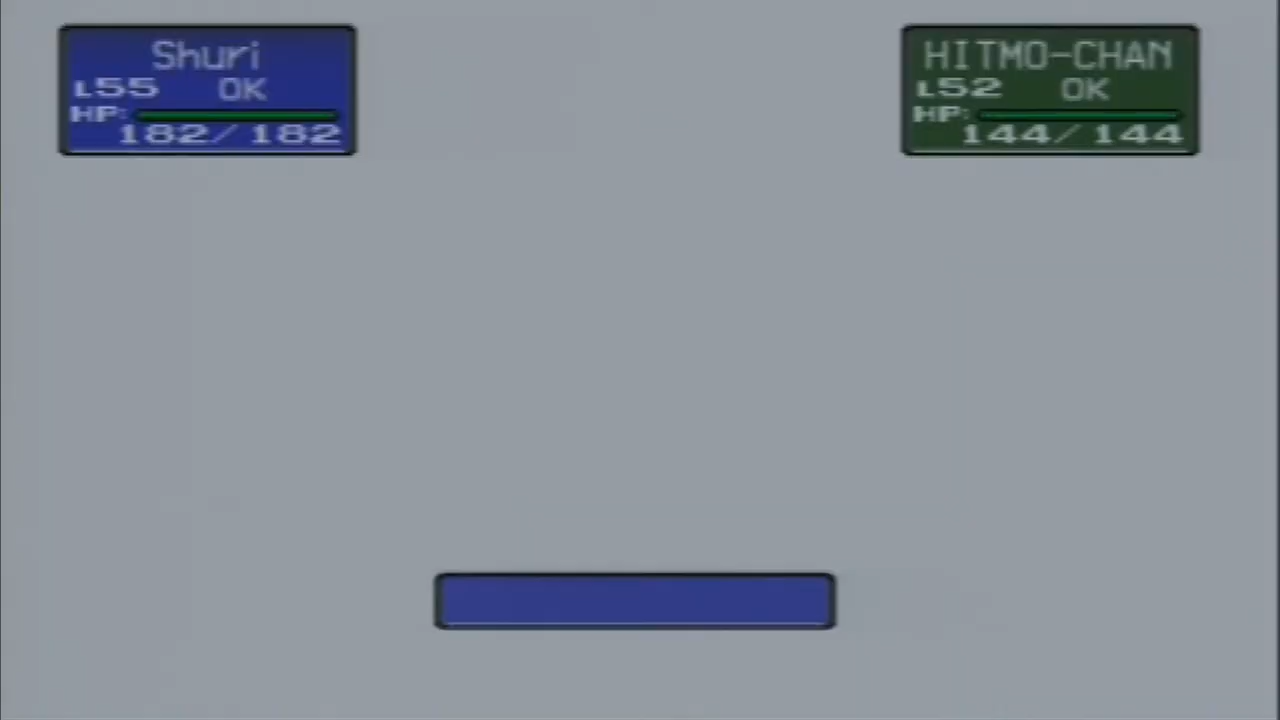 Shuri
L55 OK
HP:
182/182
HITMO-CHAN
L52 OK
HP:
144/144